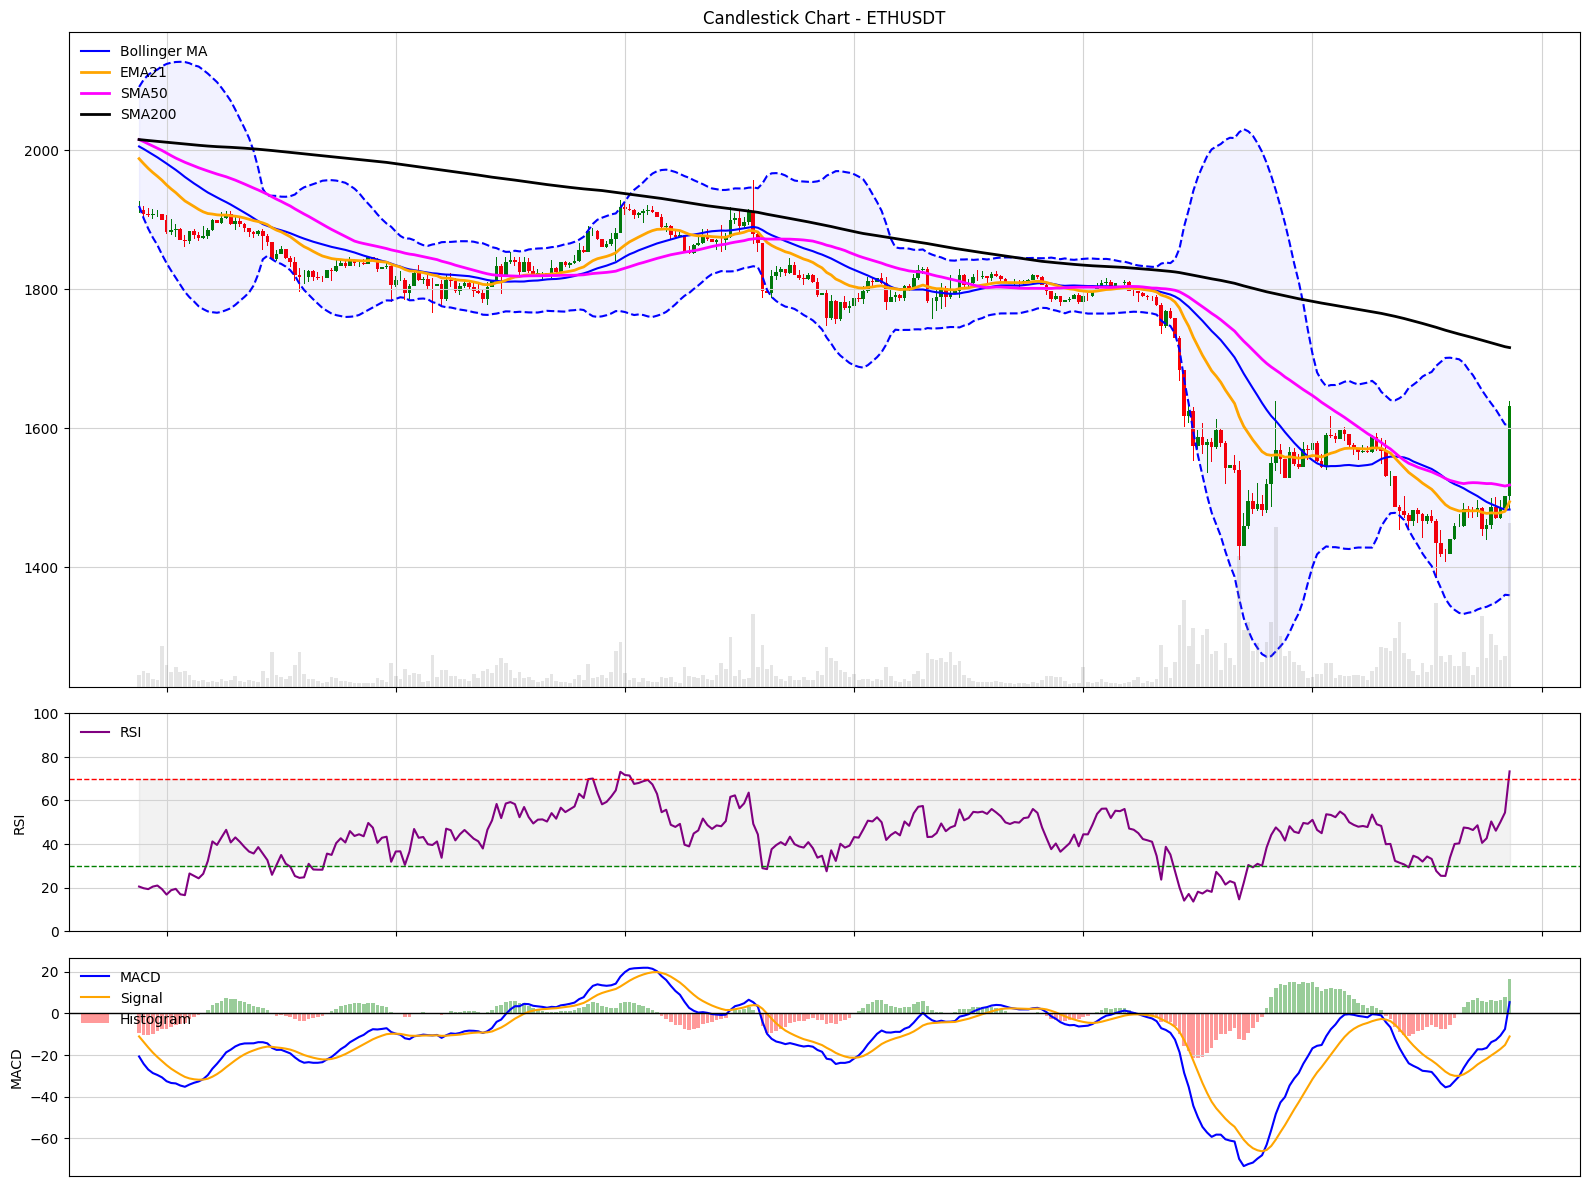 Candlestick Chart - ETHUSDT
Bollinger MA
EMA21
SMA50
SMA200
2000
1800
1600
1400
RSI
100
80
60
40
20
0
RSI
MACD
Signal
Histogram
20
0
−20
−40
−60
MACD